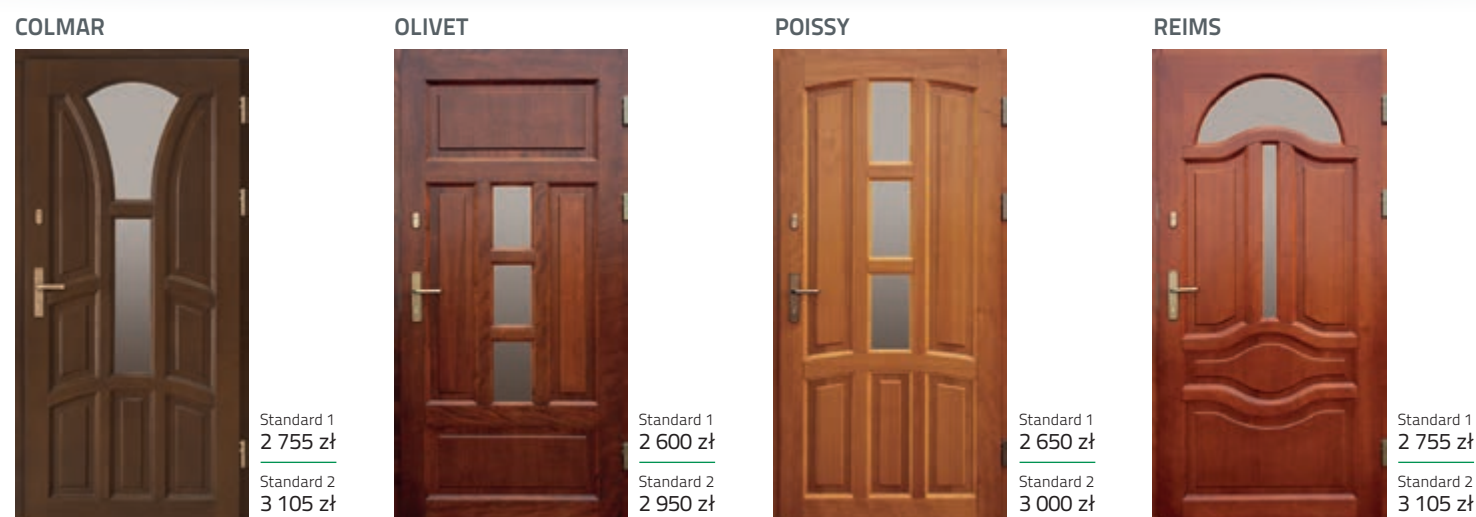 COLMAR
Standard 1
2 755 zł
Standard 2
3 105 zł
OLIVET
Standard 1
2 600 zł
Standard 2
2 950 zł
POISSY
Standard 1
2 650 zł
Standard 2
3 000 zł
REIMS
Standard 1
2 755 zł
Standard 2
3 105 zł